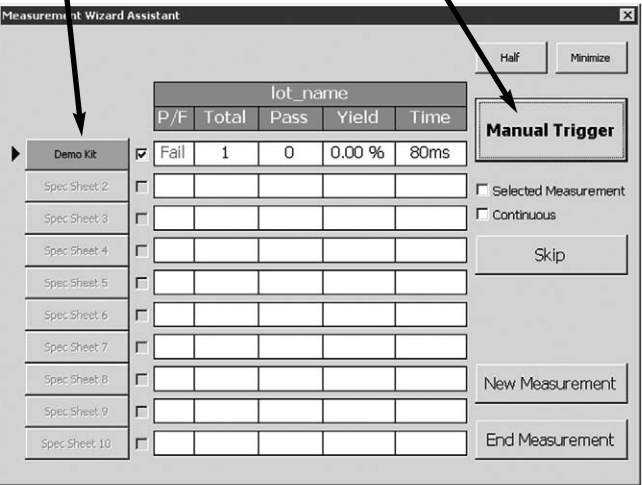 Measurement Wizard Assistant
Half Minimize
lot_name
P/F Total Pass Yield Time
Manual Trigger
Demo Kit Fail 1 0 0.00 % 80ms
Spec Sheet 2
Selected Measurement
Spec Sheet 3
Continuous
Spec Sheet 4
Skip
Spec Sheet 5
Spec Sheet 6
Spec Sheet 7
Spec Sheet 8
New Measurement
Spec Sheet 9
Spec Sheet 10
End Measurement